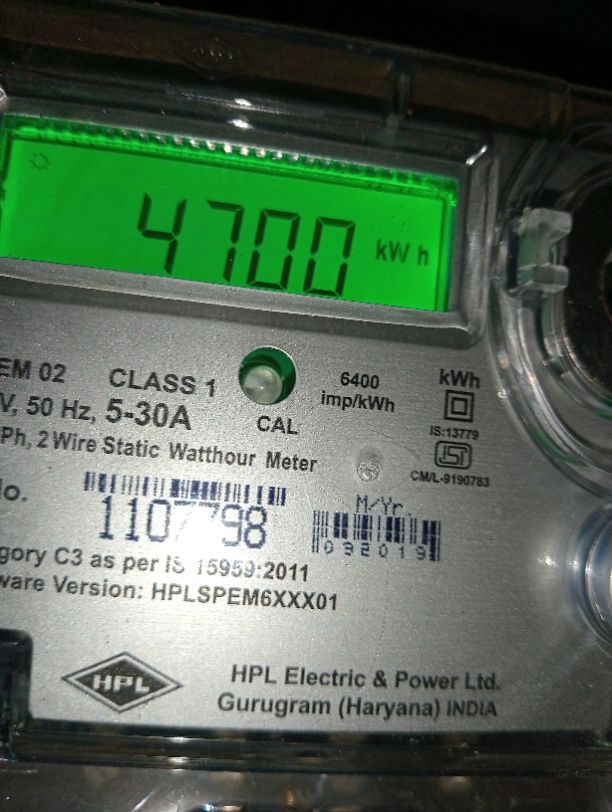 4700 kWh
EM 02 CLASS 1
V, 50 Hz, 5-30A
CAL
6400
imp/kWh
kWh
IS:13779
ISI
CM/L-9190783
Ph, 2 Wire Static Watthour Meter
No.
M/Yr.
032019
gory C3 as per IS 15959:2011
ware Version: HPLSPEM6XXX01
HPL
HPL Electric & Power Ltd.
Gurugram (Haryana) INDIA